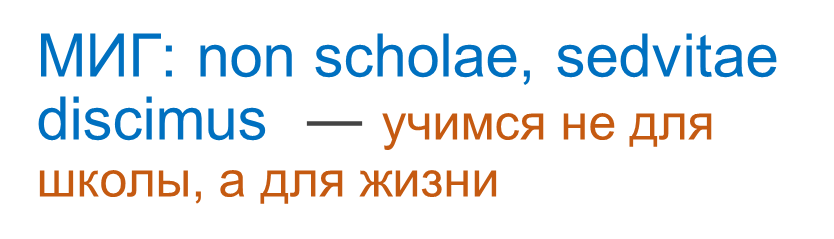 МИГ: non scholae, sedvitae
discimus — учимся не для
школы, а для жизни